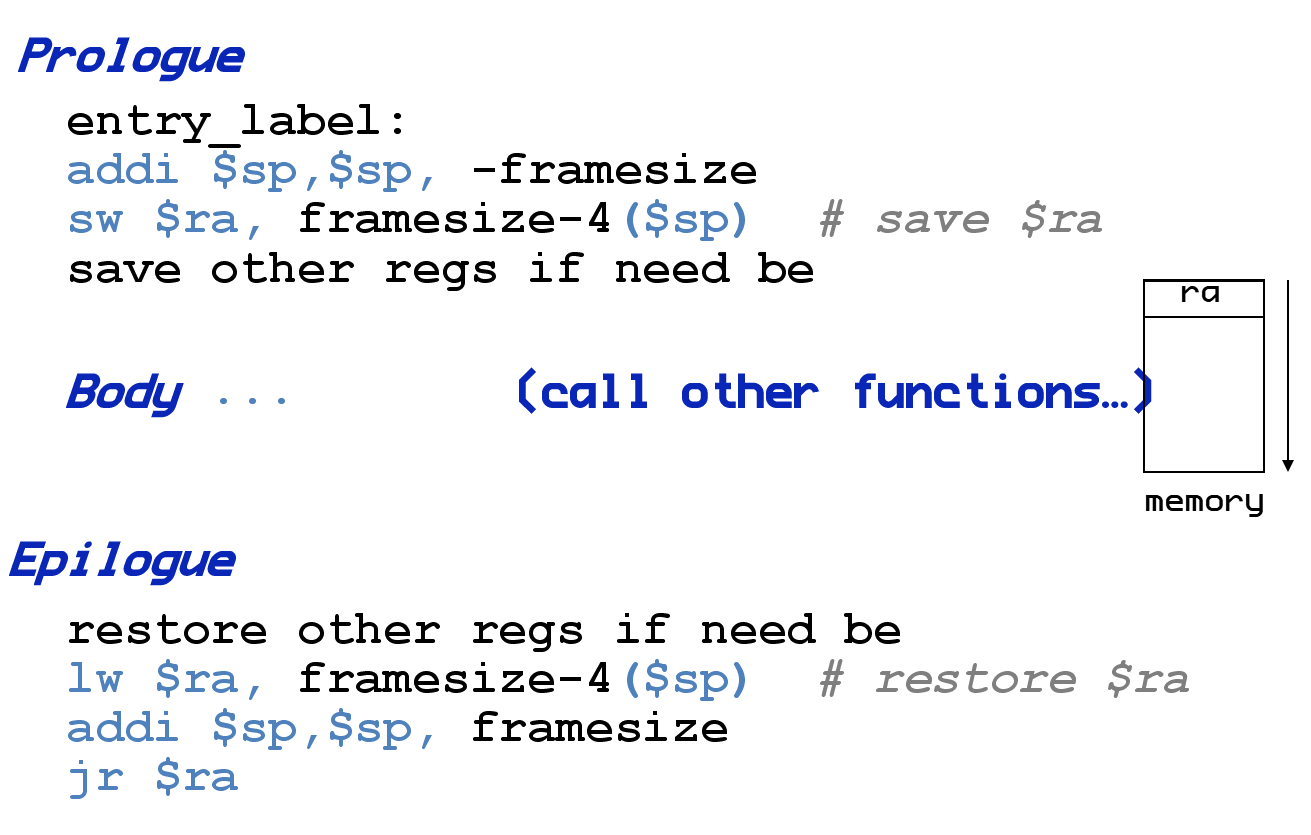 Prologue
entry_label:
addi $sp,$sp, -framesize
sw $ra, framesize-4($sp) # save $ra
save other regs if need be
ra
Body ... (call other functions…)
memory
Epilogue
restore other regs if need be
lw $ra, framesize-4($sp) # restore $ra
addi $sp,$sp, framesize
jr $ra